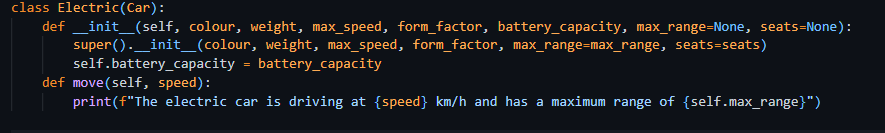 class Electric(Car):
    def __init__(self, colour, weight, max_speed, form_factor, battery_capacity, max_range=None, seats=None):
        super().__init__(colour, weight, max_speed, form_factor, max_range=max_range, seats=seats)
        self.battery_capacity = battery_capacity
    def move(self, speed):
        print(f"The electric car is driving at {speed} km/h and has a maximum range of {self.max_range}")